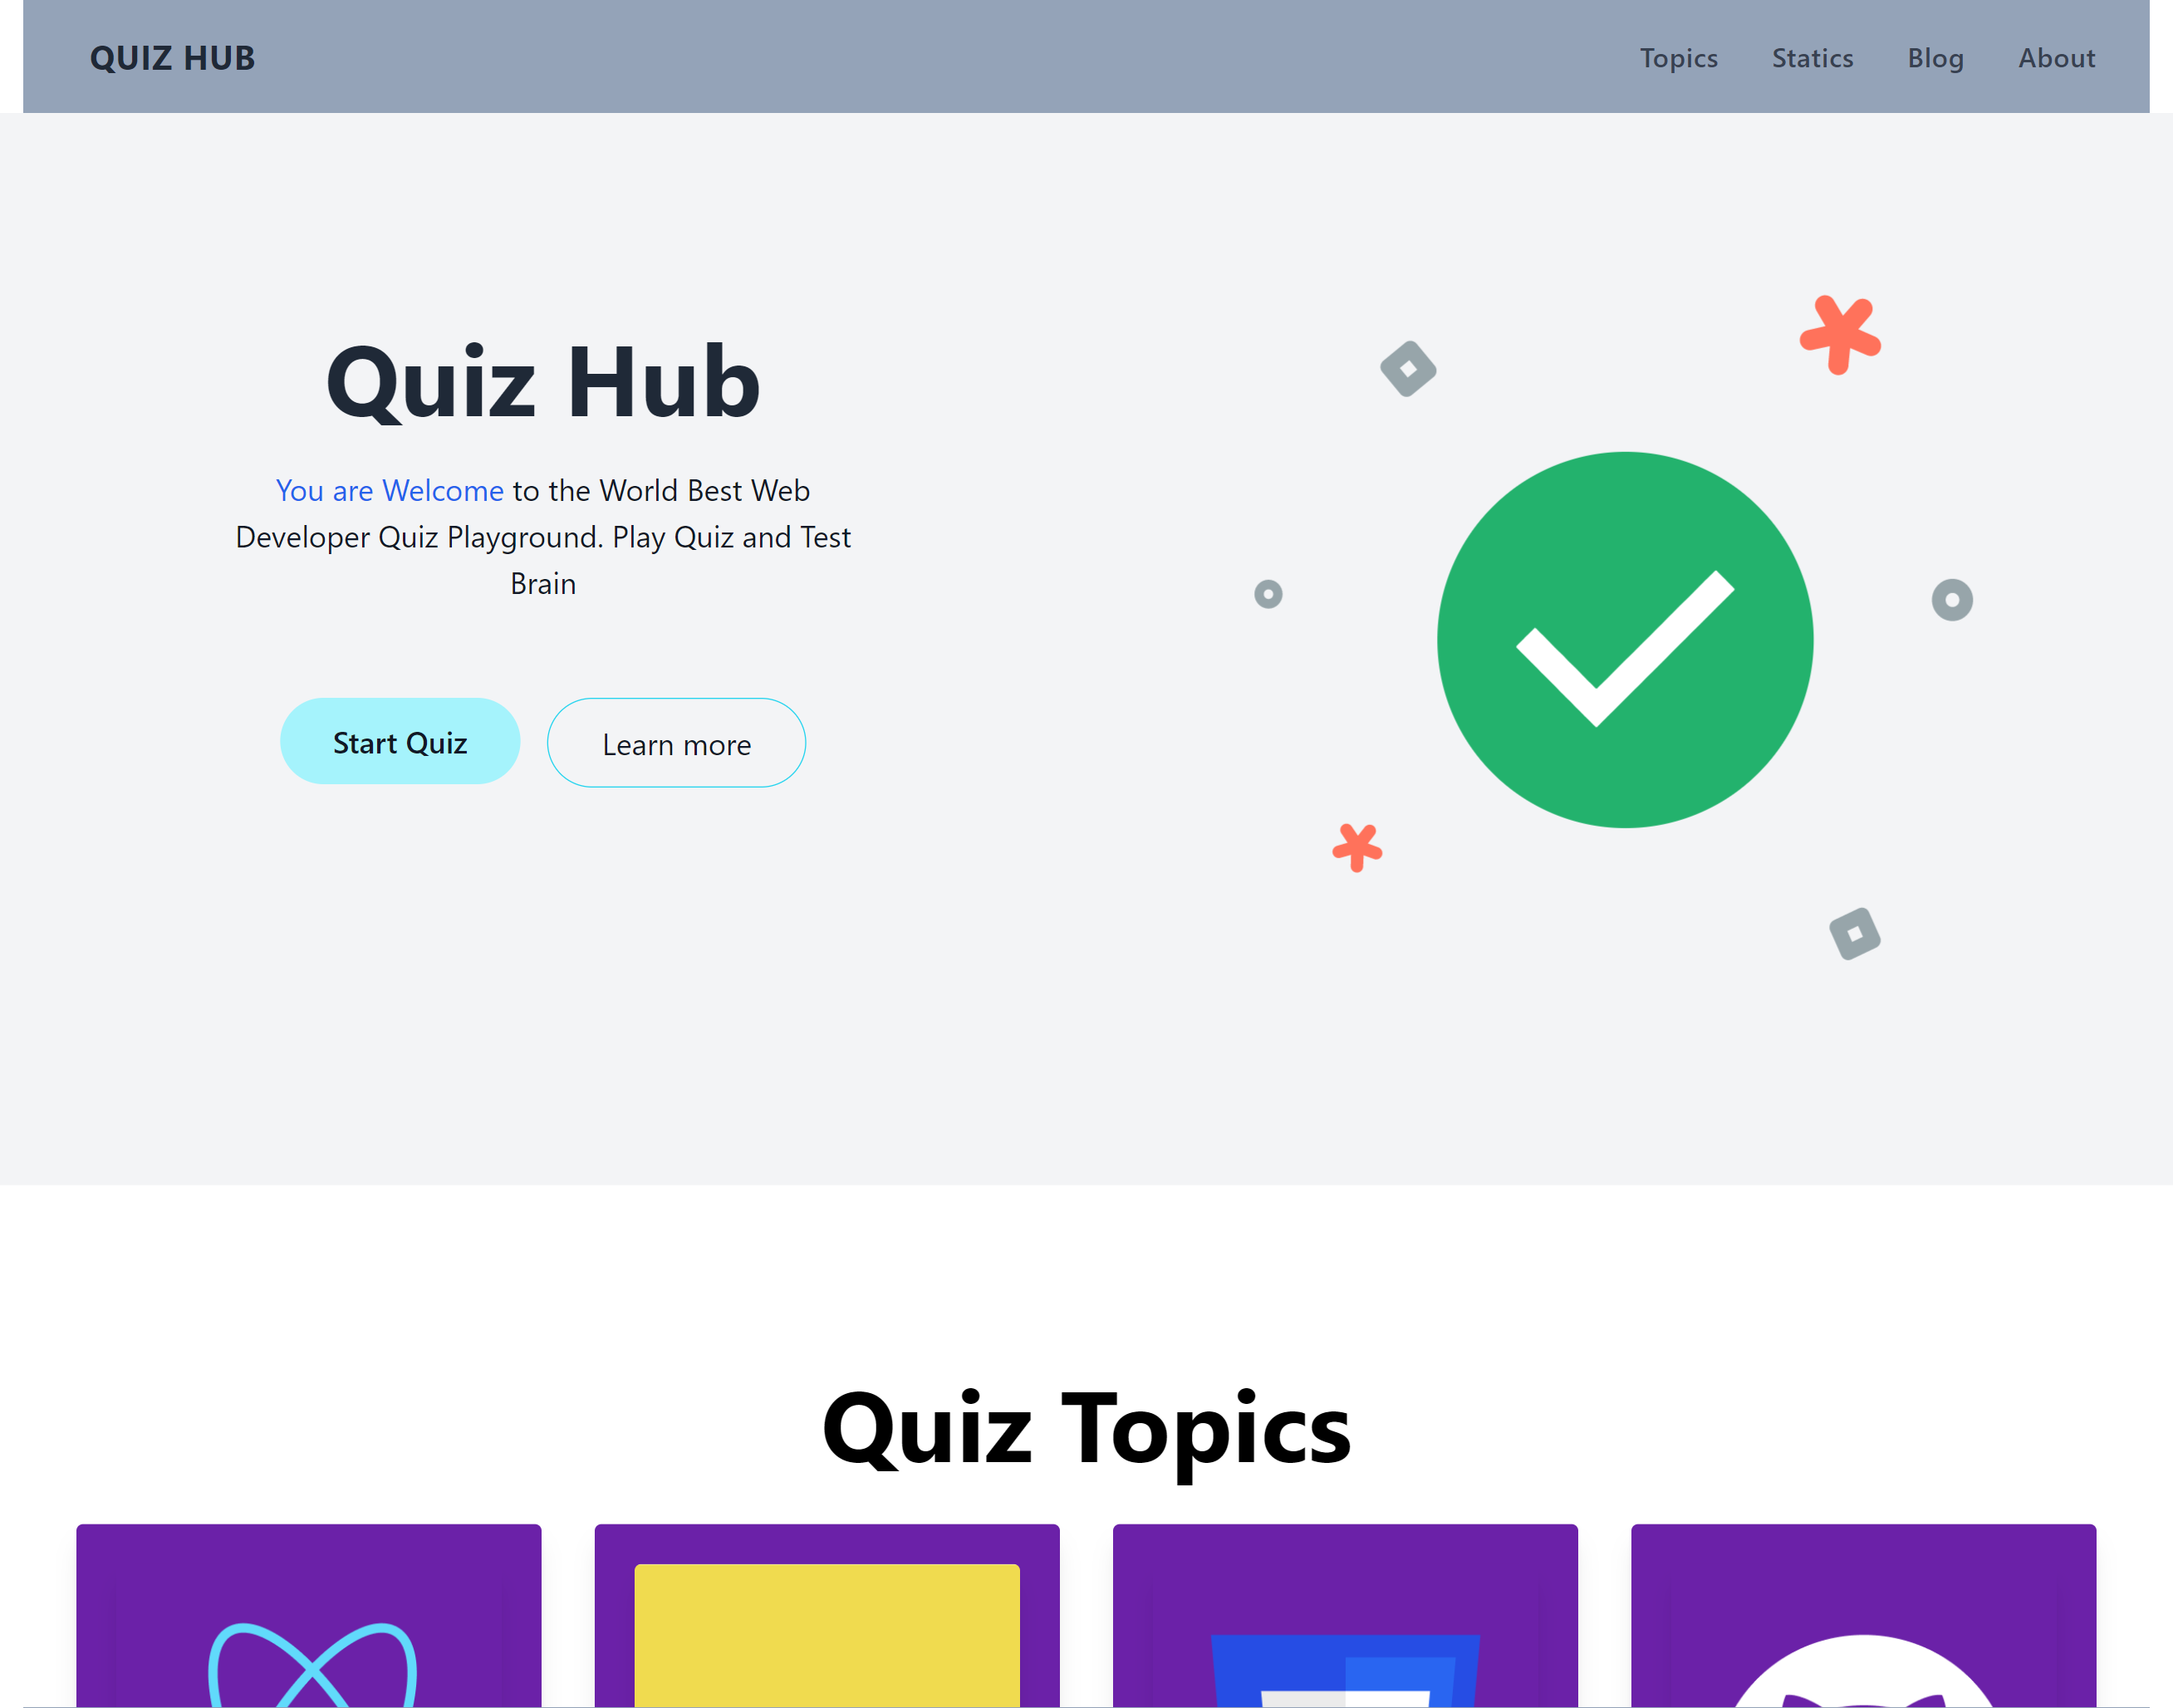 QUIZ HUB
Topics Statics Blog About
Quiz Hub
You are Welcome to the World Best Web
Developer Quiz Playground. Play Quiz and Test
Brain
Start Quiz Learn more
Quiz Topics